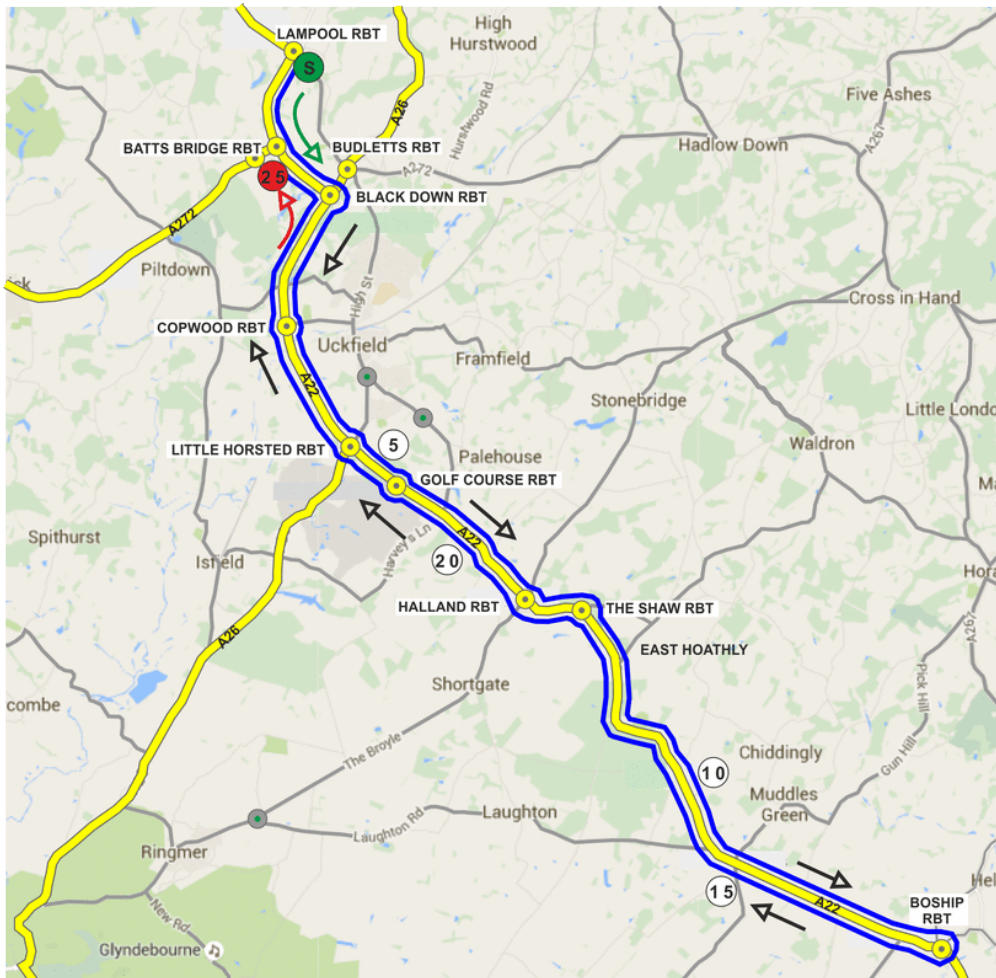 LAMPOOL RBT
High
Hurstwood
S
Five Ashes
A26
Hurstwood Rd
A267
Hadlow Down
BATTS BRIDGE RBT
BUDLETTS RBT
A272
25
BLACK DOWN RBT
A272
Piltdown
High St
Cross in Hand
COPWOOD RBT
Uckfield
Framfield
A22
Stonebridge
LITTLE HORSTED RBT
5
Waldron
Palehouse
GOLF COURSE RBT
Spithurst
A22
Harvey's Ln
Isfield
20
HALLAND RBT
THE SHAW RBT
A26
A267
EAST HOATHLY
Shortgate
Pick Hill
combe
The Broyle
Chiddingly
Gun Hill
10
Muddles
Green
Laughton
Laughton Rd
Ringmer
15
A22
BOSHIP
RBT
New Rd
Glyndebourne